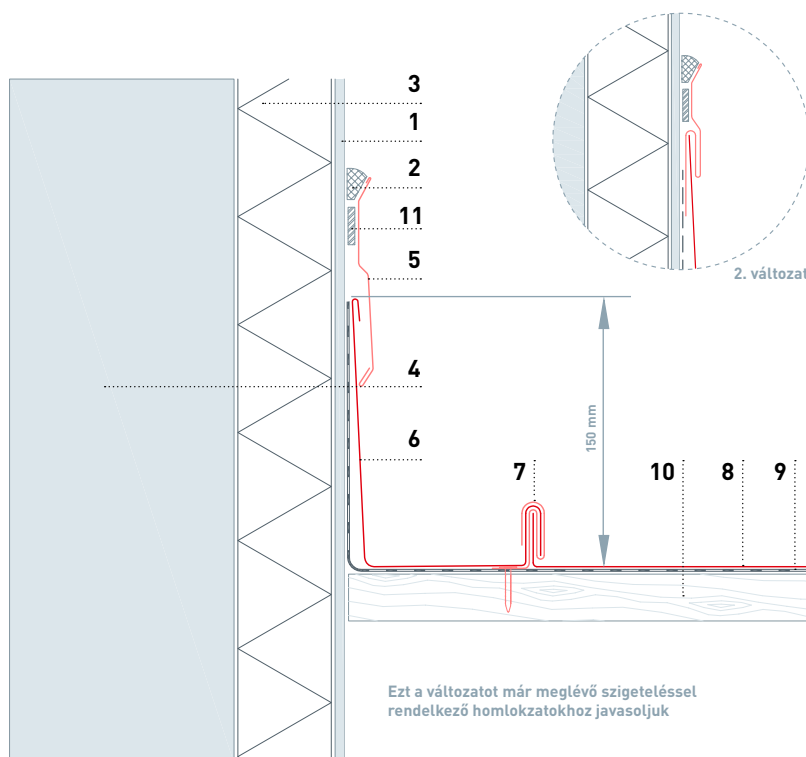 3
1
2
11
5
4
6
7
10
8
9
150 mm
2. változat
Ezt a változatot már meglévő szigeteléssel
rendelkező homlokzatokhoz javasoljuk